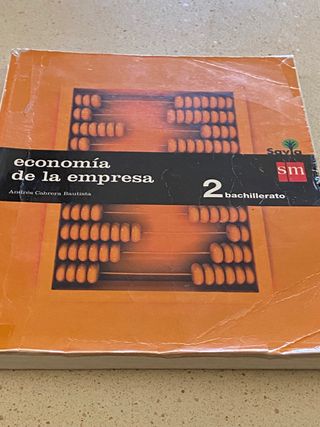 economía
de la empresa
Andrés Cabrera Bautista
2 bachillerato
Savia
sm